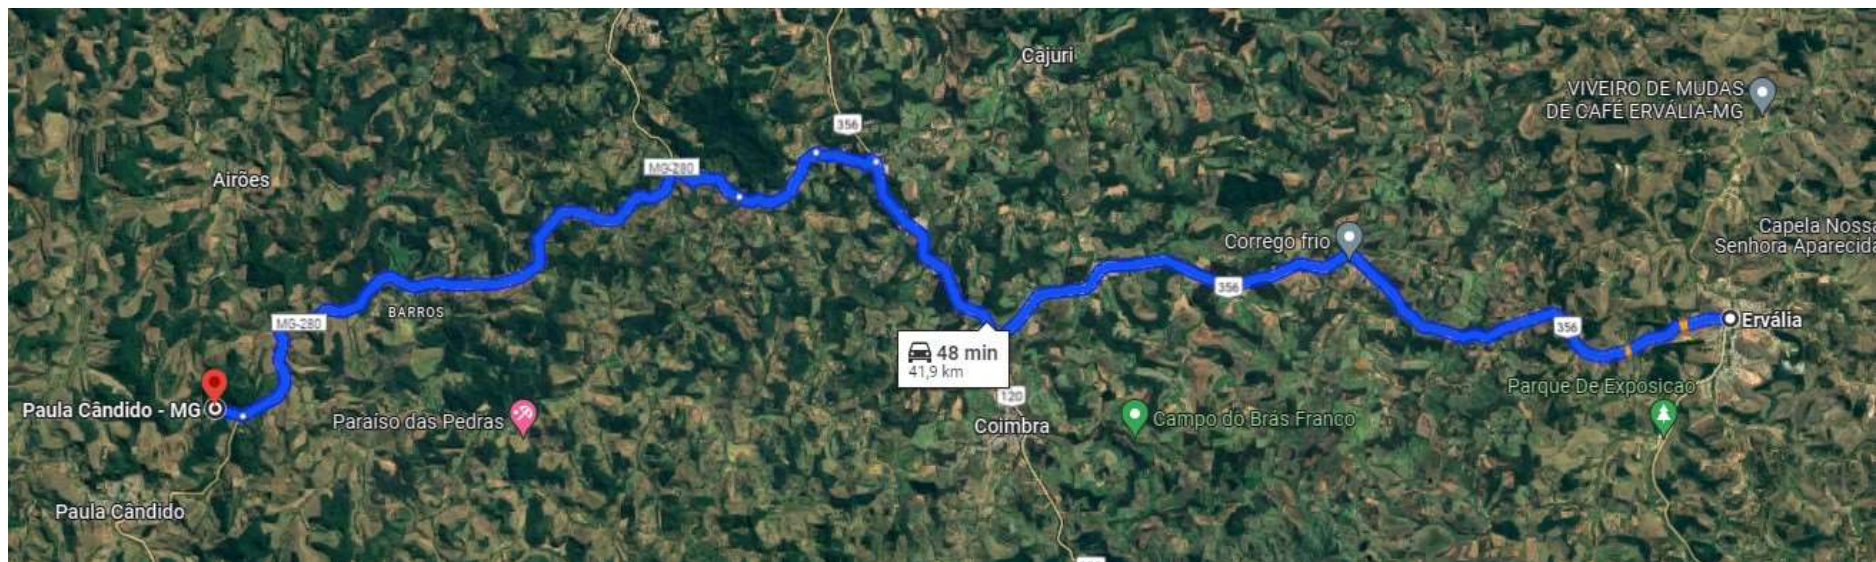 Cajuri
VIVEIRO DE MUDAS
DE CAFÉ ERVÁLIA-MG
356
MG-280
Airões
Capela Nossa
Senhora Aparecida
Corrego frio
356
BARROS
MG-280
356
Ervália
48 min
41,9 km
Parque De Exposicao
120
Paula Cândido - MG
Paraiso das Pedras
Coimbra
Campo do Brás Franco
Paula Cândido